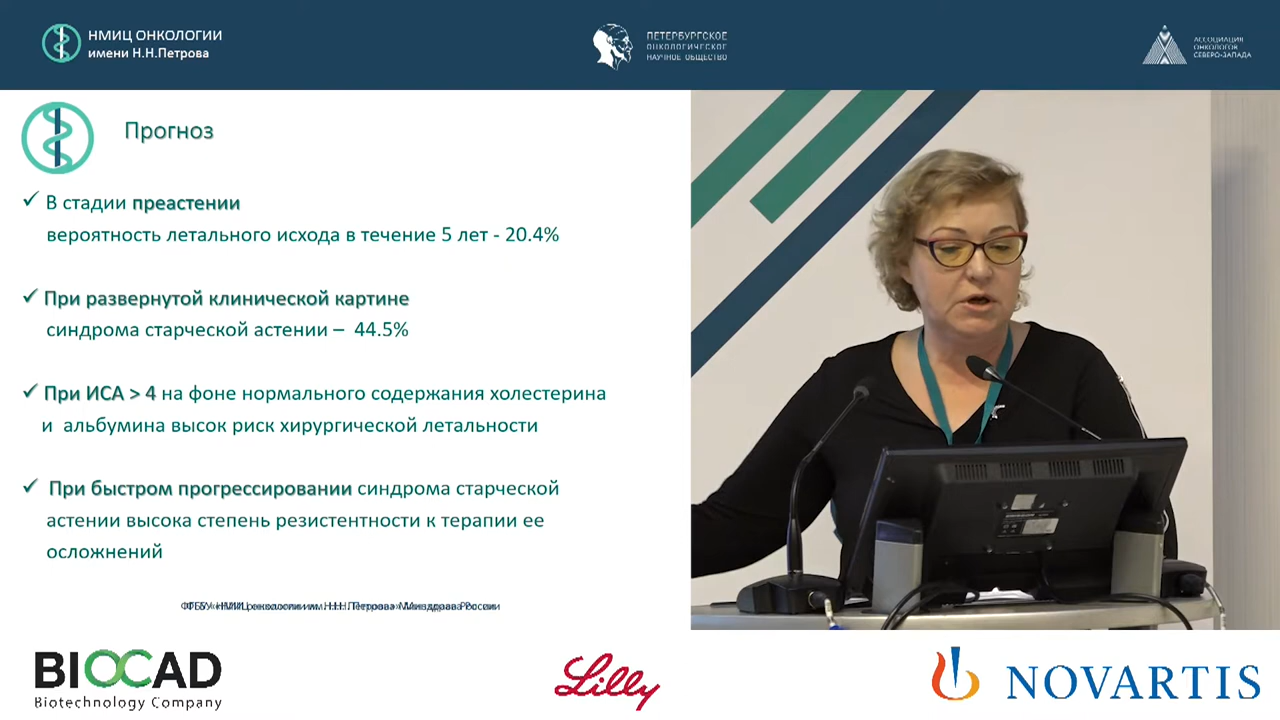 НМИЦ ОНКОЛОГИИ
имени Н.Н.Петрова
ПЕТЕРБУРГСКОЕ
ОНКОЛОГИЧЕСКОЕ
НАУЧНОЕ ОБЩЕСТВО
АССОЦИАЦИЯ
ОНКОЛОГОВ
СЕВЕРО-ЗАПАДА
Прогноз
✓ В стадии преастении
вероятность летального исхода в течение 5 лет - 20.4%
✓ При развернутой клинической картине
синдрома старческой астении – 44.5%
✓ При ИСА > 4 на фоне нормального содержания холестерина
и альбумина высок риск хирургической летальности
✓ При быстром прогрессировании синдрома старческой
астении высока степень резистентности к терапии ее
осложнений
BIOCAD
Biotechnology Company
Lilly
NOVARTIS